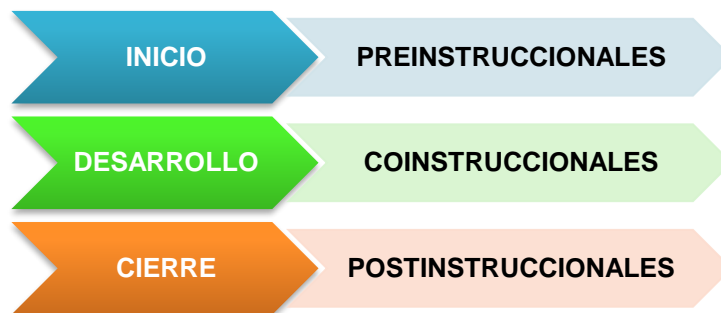 INICIO
PREINSTRUCCIONALES
DESARROLLO
COINSTRUCCIONALES
CIERRE
POSTINSTRUCCIONALES